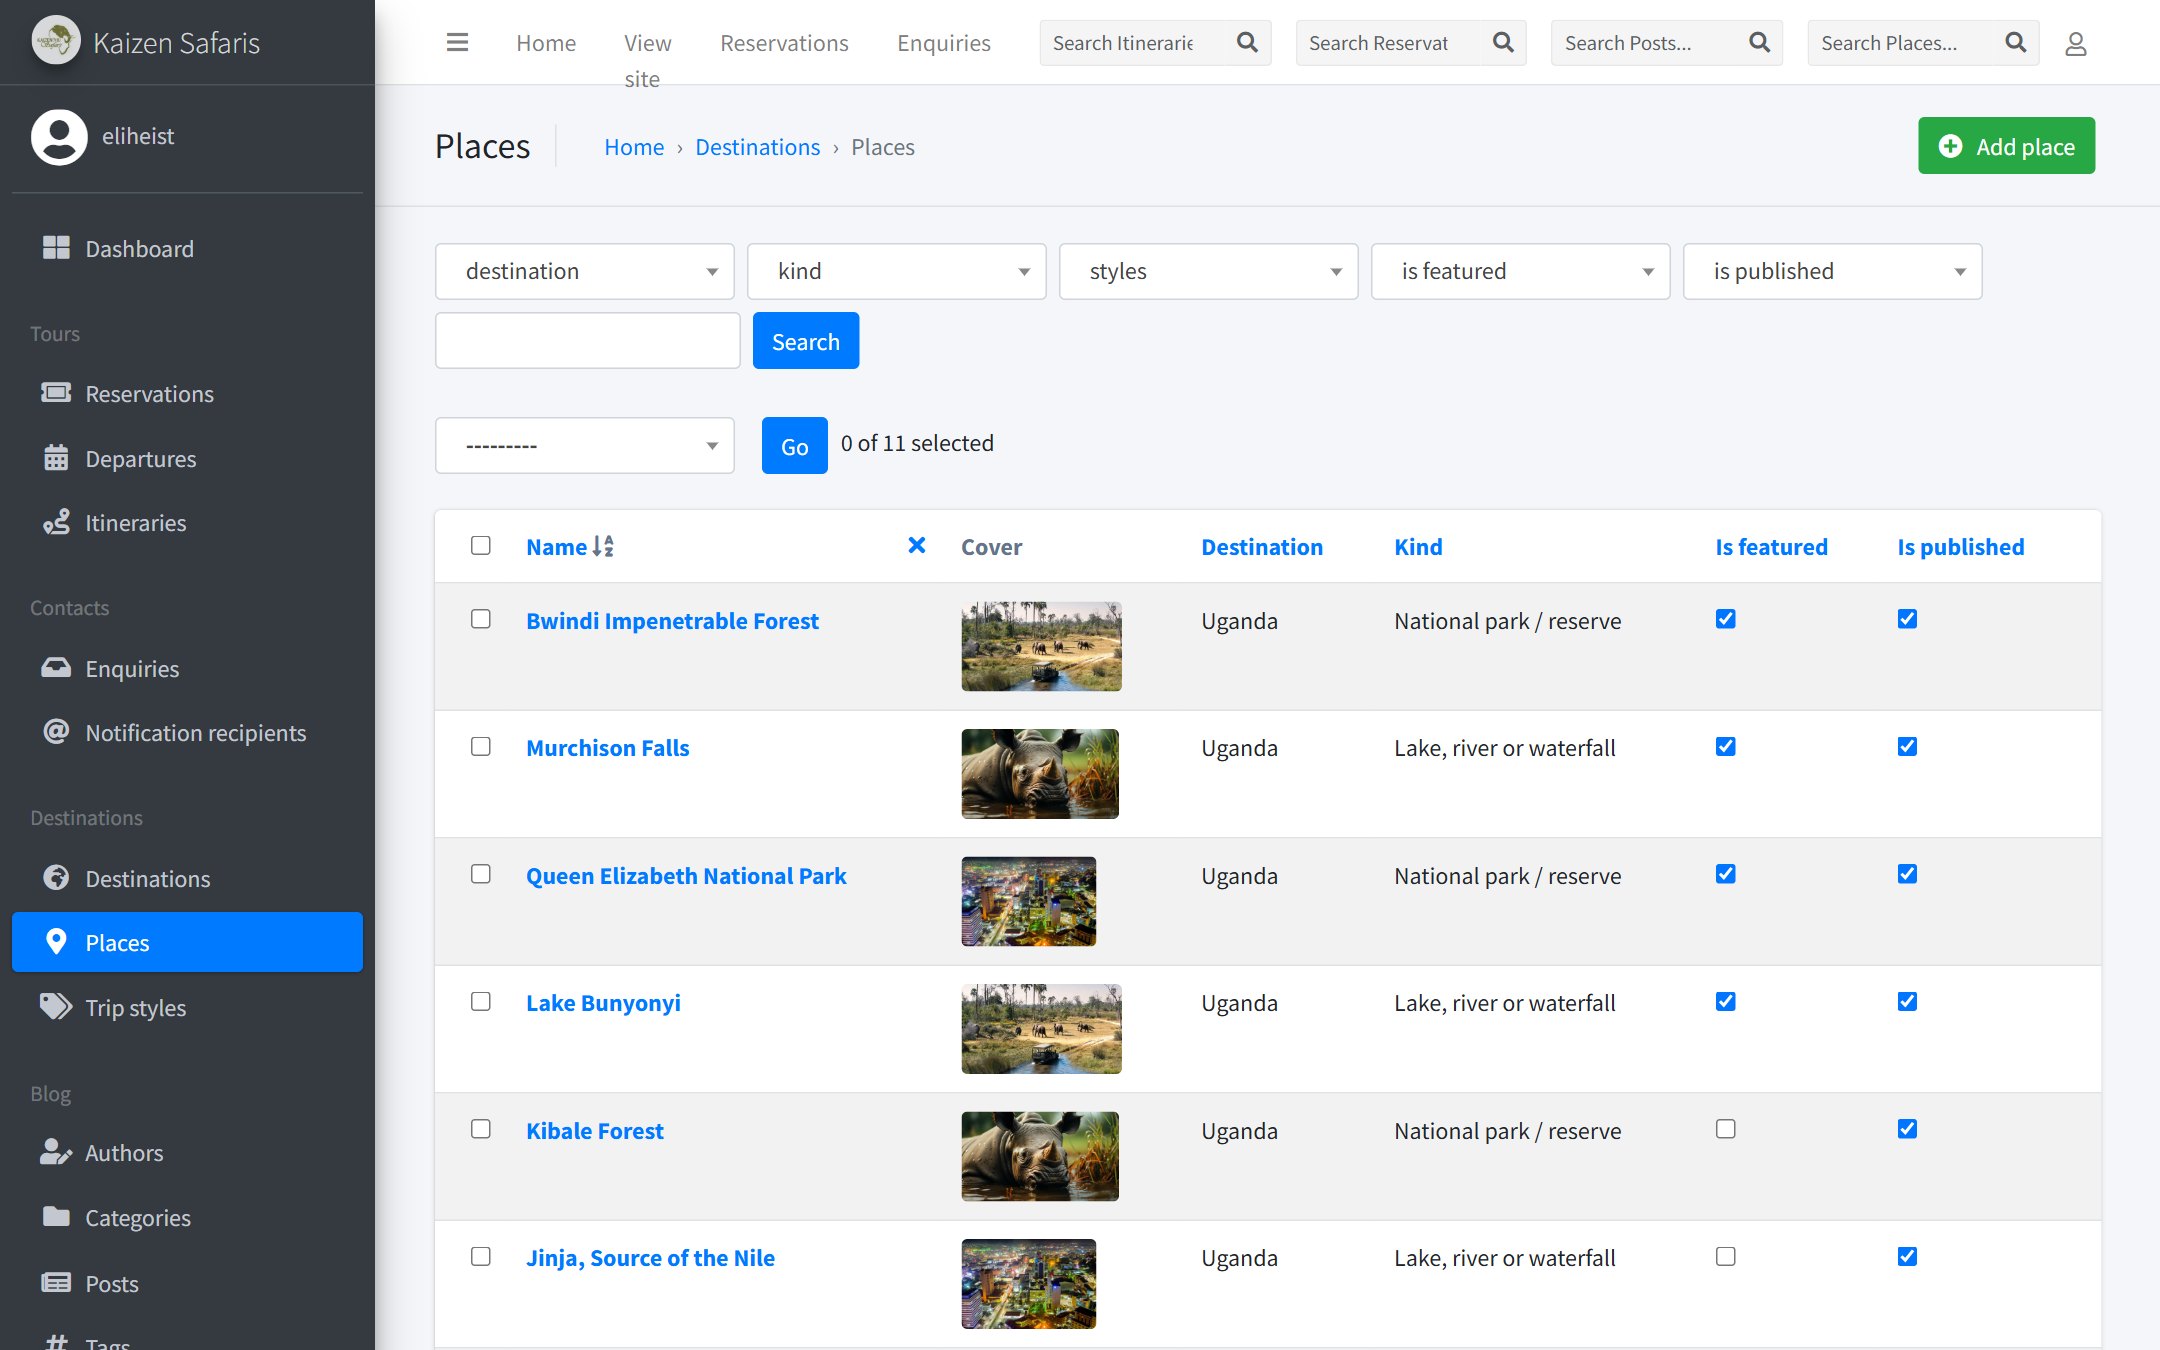 Kaizen Safaris
Home
View site
Reservations
Enquiries
Search Itinerarie
Search Reservat
Search Posts...
Search Places...
eliheist
Dashboard
Tours
Reservations
Departures
Itineraries
Contacts
Enquiries
Notification recipients
Destinations
Destinations
Places
Trip styles
Blog
Authors
Categories
Posts
Tags
Places
Home › Destinations › Places
Add place
destination
kind
styles
is featured
is published
Search
---------
Go
0 of 11 selected
Name Cover Destination Kind Is featured Is published
Bwindi Impenetrable Forest Uganda National park / reserve
Murchison Falls Uganda Lake, river or waterfall
Queen Elizabeth National Park Uganda National park / reserve
Lake Bunyonyi Uganda Lake, river or waterfall
Kibale Forest Uganda National park / reserve
Jinja, Source of the Nile Uganda Lake, river or waterfall